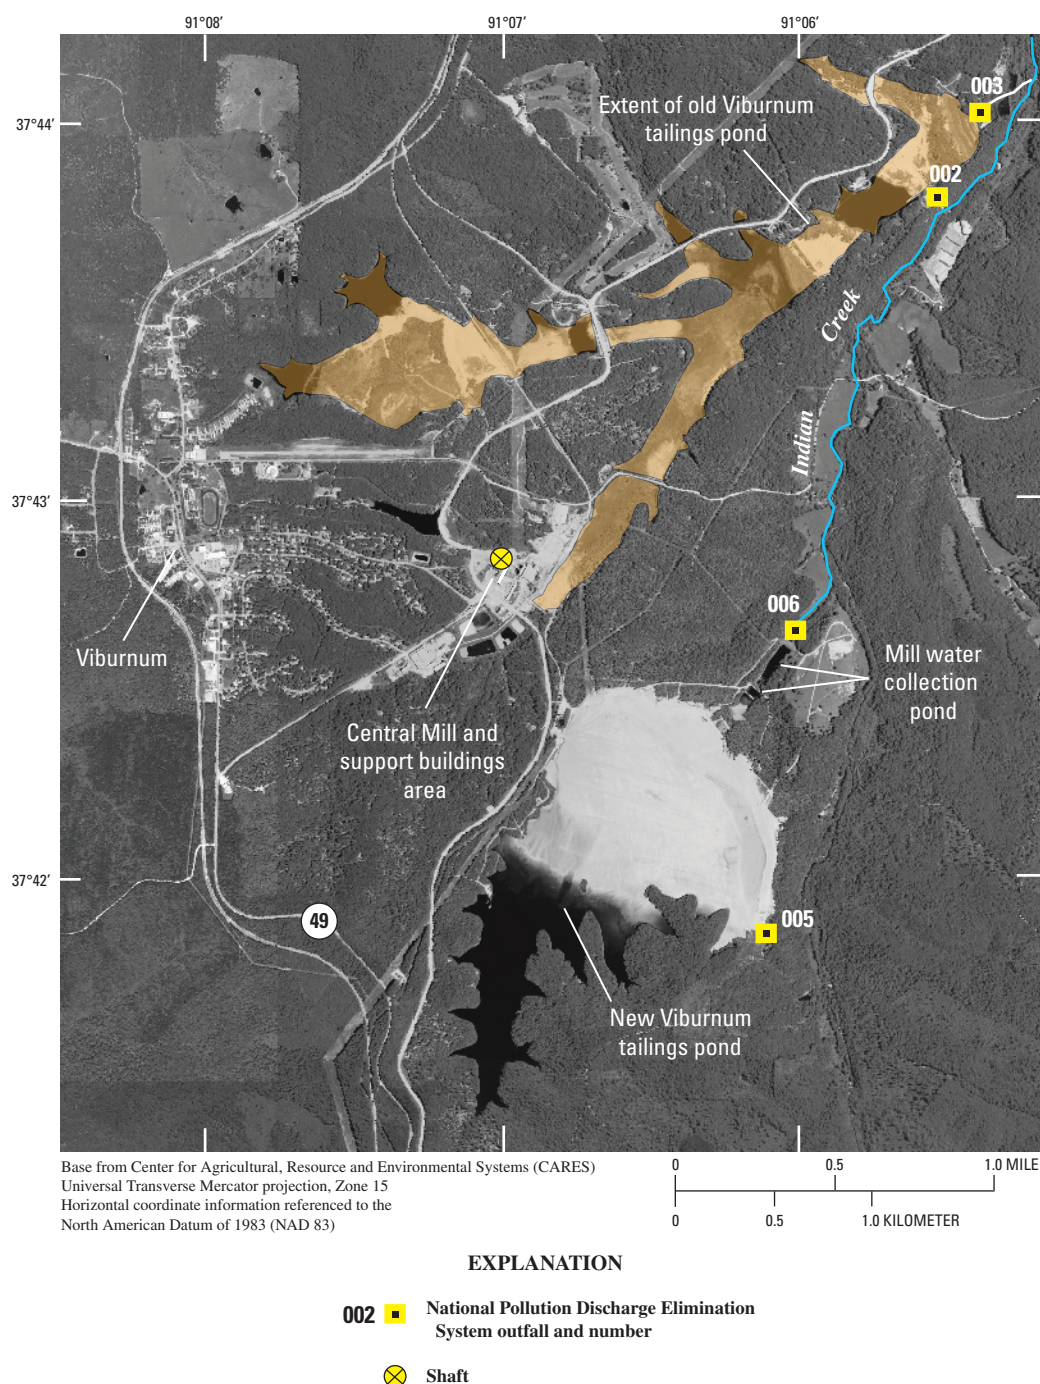 91°08′
91°07′
91°06′
37°44′
37°43′
37°42′
003
Extent of old Viburnum
tailings pond
002
Creek
Indian
006
Viburnum
Mill water
collection
pond
Central Mill and
support buildings
area
49
005
New Viburnum
tailings pond
Base from Center for Agricultural, Resource and Environmental Systems (CARES)
Universal Transverse Mercator projection, Zone 15
Horizontal coordinate information referenced to the
North American Datum of 1983 (NAD 83)
0 0.5 1.0 MILE
0 0.5 1.0 KILOMETER
EXPLANATION
002 National Pollution Discharge Elimination
System outfall and number
Shaft